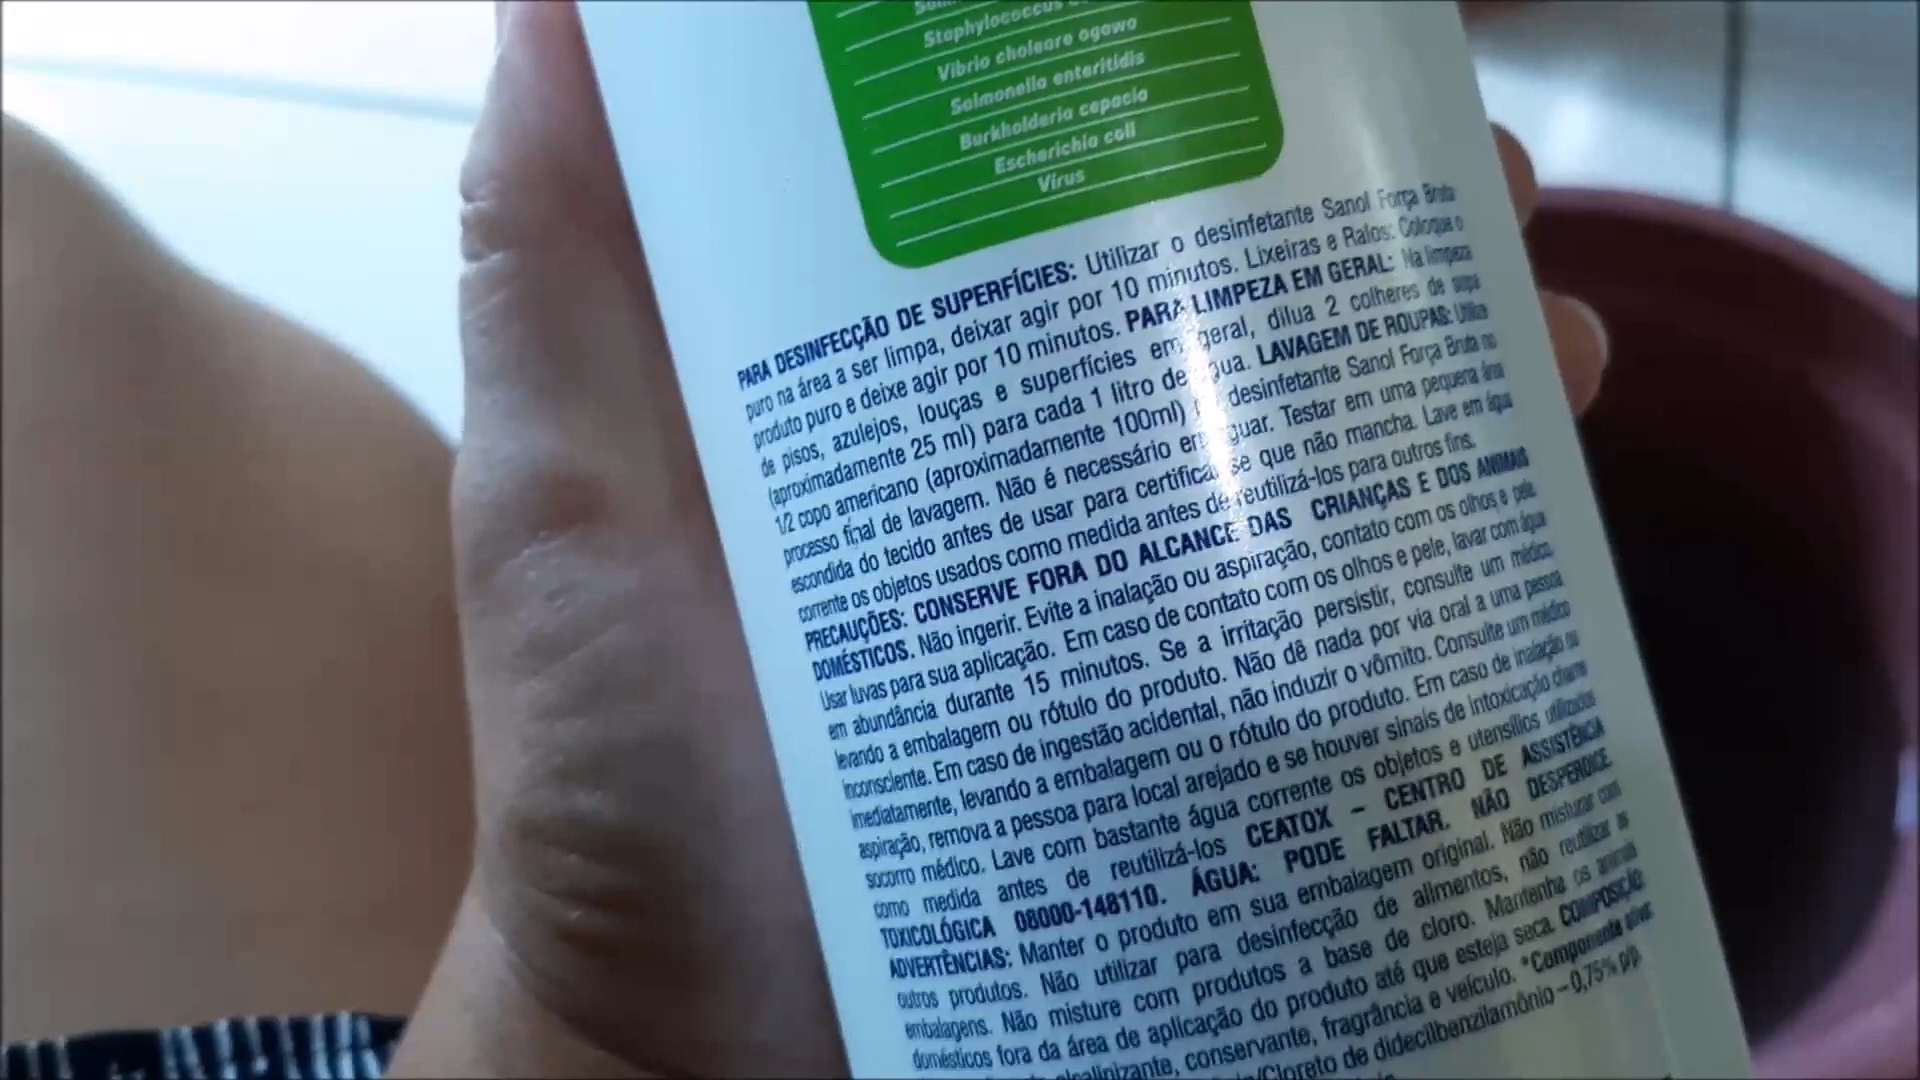 Staphylococcus
Vibrio choleare ogawa
Salmonella enteritidis
Burkholderia cepacia
Escherichia coli
Vírus
PARA DESINFECÇÃO DE SUPERFÍCIES: Utilizar o desinfetante Sanol Força Bruta
puro na área a ser limpa, deixar agir por 10 minutos. Lixeiras e Ralos: Coloque o
produto puro e deixe agir por 10 minutos. PARA LIMPEZA EM GERAL: Na limpeza
de pisos, azulejos, louças e superfícies em geral, dilua 2 colheres de sopa
(aproximadamente 25 ml) para cada 1 litro de água. LAVAGEM DE ROUPAS: Utilize
1/2 copo americano (aproximadamente 100ml) desinfetante Sanol Força Bruta no
processo final de lavagem. Não é necessário enxaguar. Testar em uma pequena área
escondida do tecido antes de usar para certificar-se que não mancha. Lave em água
corrente os objetos usados como medida antes de reutilizá-los para outros fins.
PRECAUÇÕES: CONSERVE FORA DO ALCANCE DAS CRIANÇAS E DOS ANIMAIS
DOMÉSTICOS. Não ingerir. Evite a inalação ou aspiração, contato com os olhos e pele.
Usar luvas para sua aplicação. Em caso de contato com os olhos e pele, lavar com água
em abundância durante 15 minutos. Se a irritação persistir, consulte um médico,
levando a embalagem ou rótulo do produto. Não dê nada por via oral a uma pessoa
inconsciente. Em caso de ingestão acidental, não induzir o vômito. Consulte um médico
imediatamente, levando a embalagem ou o rótulo do produto. Em caso de inalação ou
aspiração, remova a pessoa para local arejado e se houver sinais de intoxicação chame
socorro médico. Lave com bastante água corrente os objetos e utensílios utilizados
como medida antes de reutilizá-los CEATOX – CENTRO DE ASSISTÊNCIA
TOXICOLÓGICA 08000-148110. ÁGUA: PODE FALTAR. NÃO DESPERDICE.
ADVERTÊNCIAS: Manter o produto em sua embalagem original. Não misturar com
outros produtos. Não utilizar para desinfecção de alimentos, não reutilizar as
embalagens. Não misture com produtos a base de cloro. Mantenha os animais
domésticos fora da área de aplicação do produto até que esteja seca. COMPOSIÇÃO:
alcalinizante, conservante, fragrância e veículo. *Componente ativo:
/Cloreto de didecilbenzilamônio – 0,75% p/p.